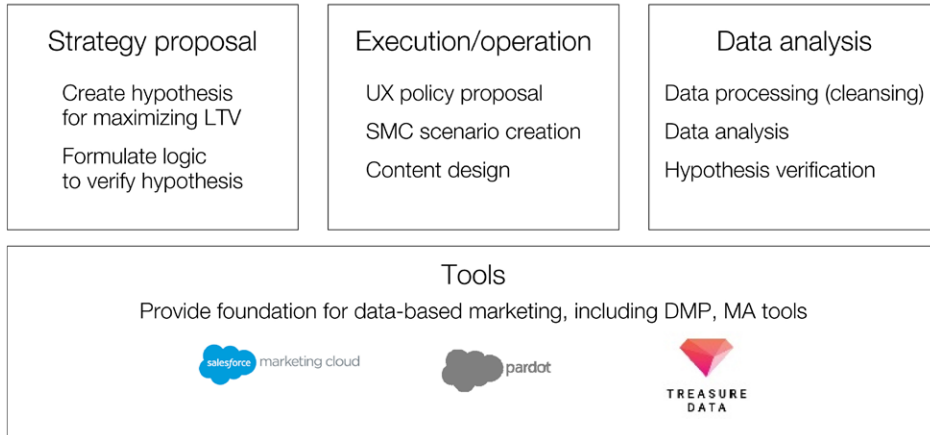 Strategy proposal
Create hypothesis
for maximizing LTV
Formulate logic
to verify hypothesis
Execution/operation
UX policy proposal
SMC scenario creation
Content design
Data analysis
Data processing (cleansing)
Data analysis
Hypothesis verification
Tools
Provide foundation for data-based marketing, including DMP, MA tools
salesforce marketing cloud
pardot
TREASURE
DATA